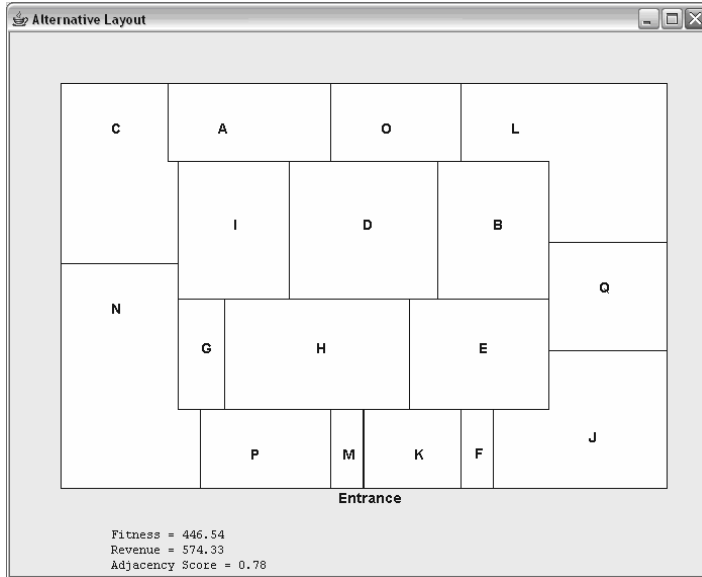 Alternative Layout
C A O L
I D B
Q
N
G H E
J
P M K F
Entrance
Fitness = 446.54
Revenue = 574.33
Adjacency Score = 0.78